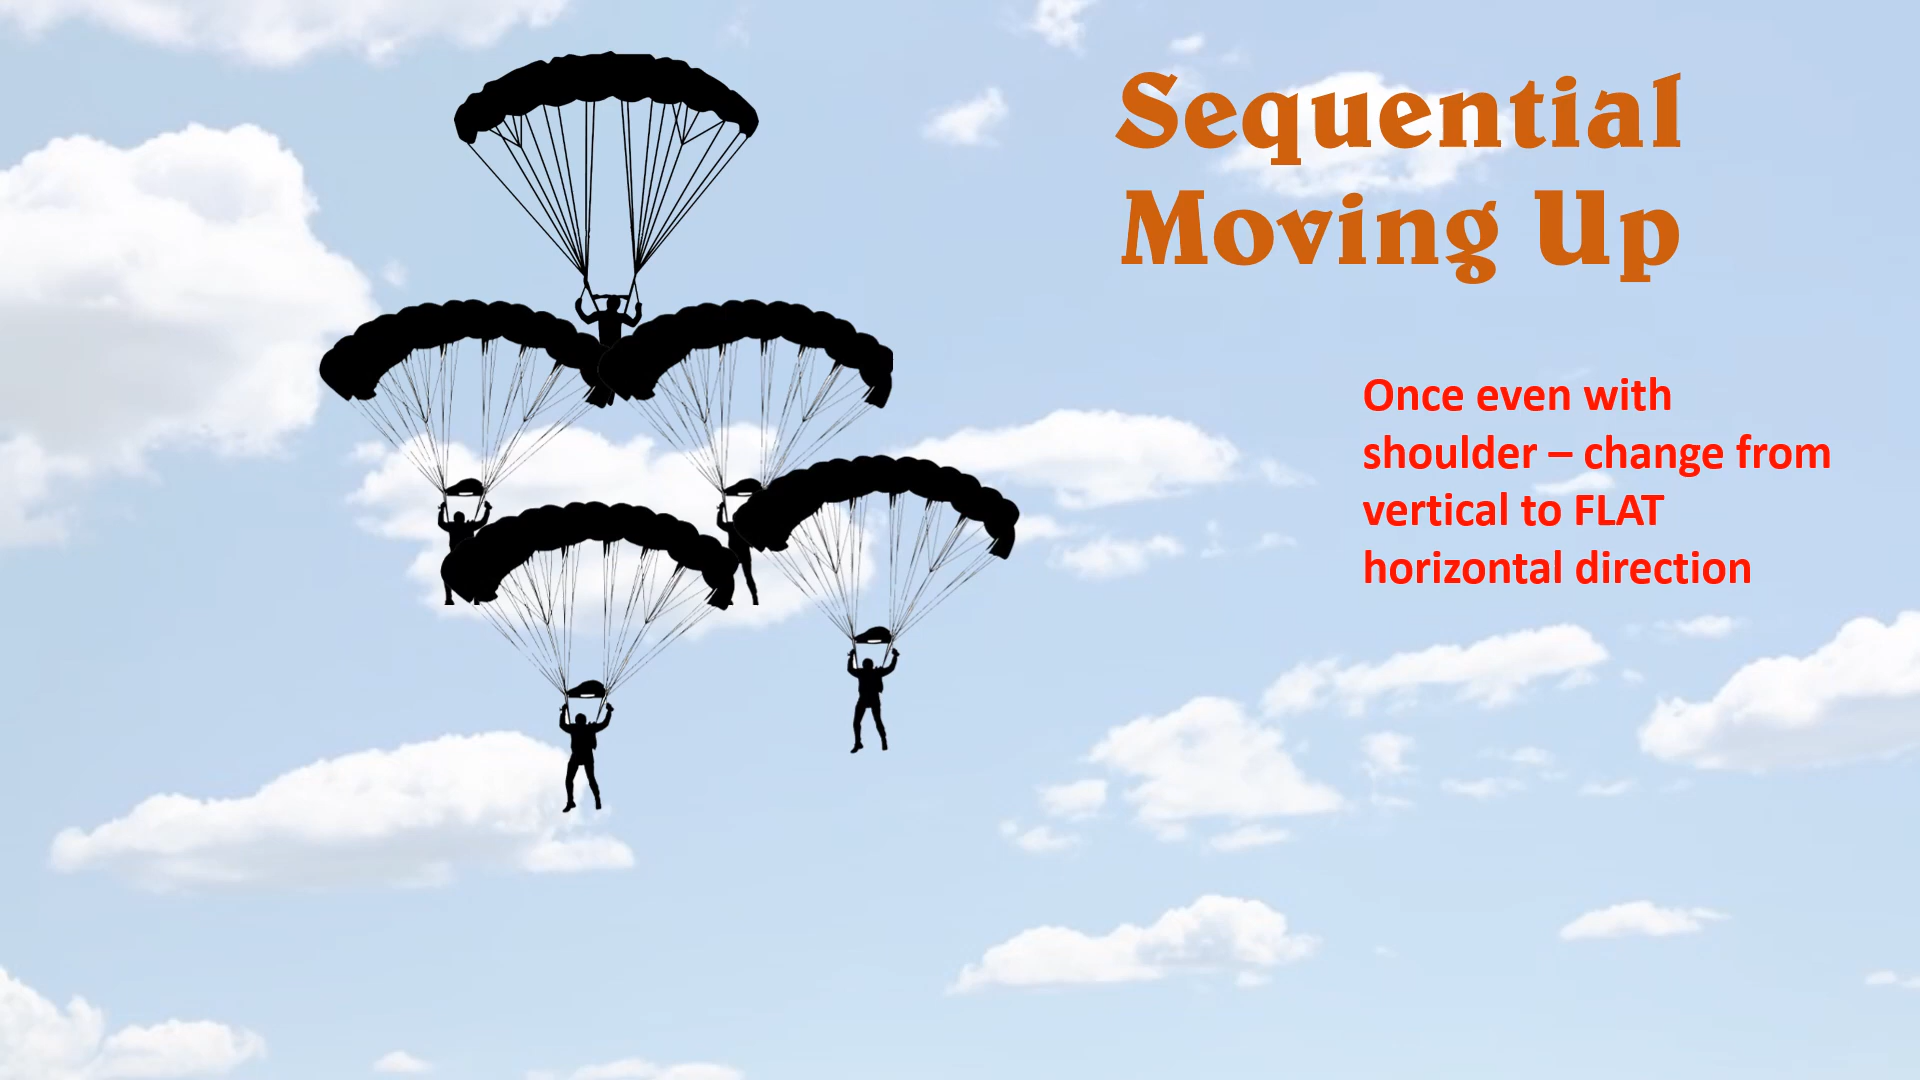 Sequential
Moving Up
Once even with
shoulder – change from
vertical to FLAT
horizontal direction